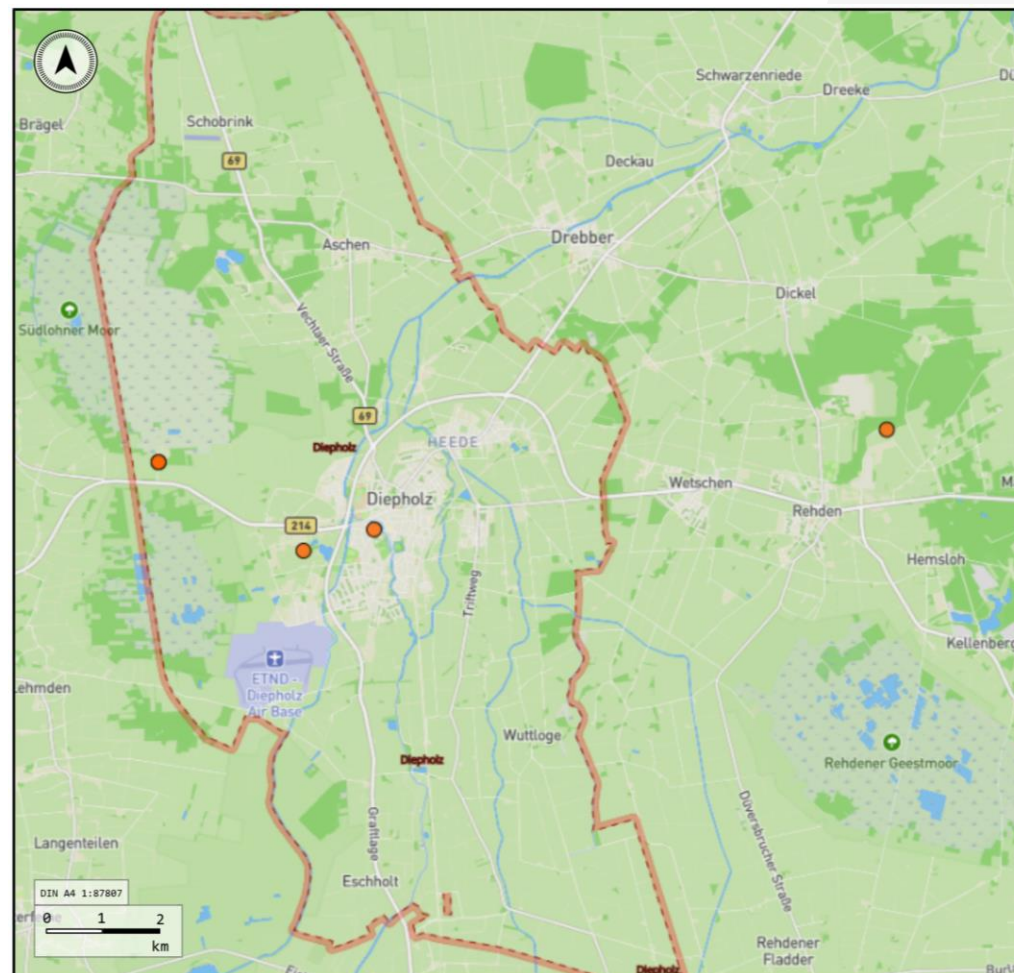 Schwarzenriede
Dreeke
Brägel
Schobrink
69
Deckau
Drebber
Aschen
Dickel
Südlohner Moor
Vechtaer Straße
69
HEEDE
Diepholz
Diepholz
Wetschen
Rehden
214
Hemsloh
Triftweg
Kellenberg
ETND -
Diepholz
Air Base
Lehmden
Wuttloge
Diepholz
Rehdener Geestmoor
Düversbrucher Straße
Graftlage
Langenteilen
Eschholt
DIN A4 1:87807
0 1 2
km
Rehdener
Fladder
Diepholz